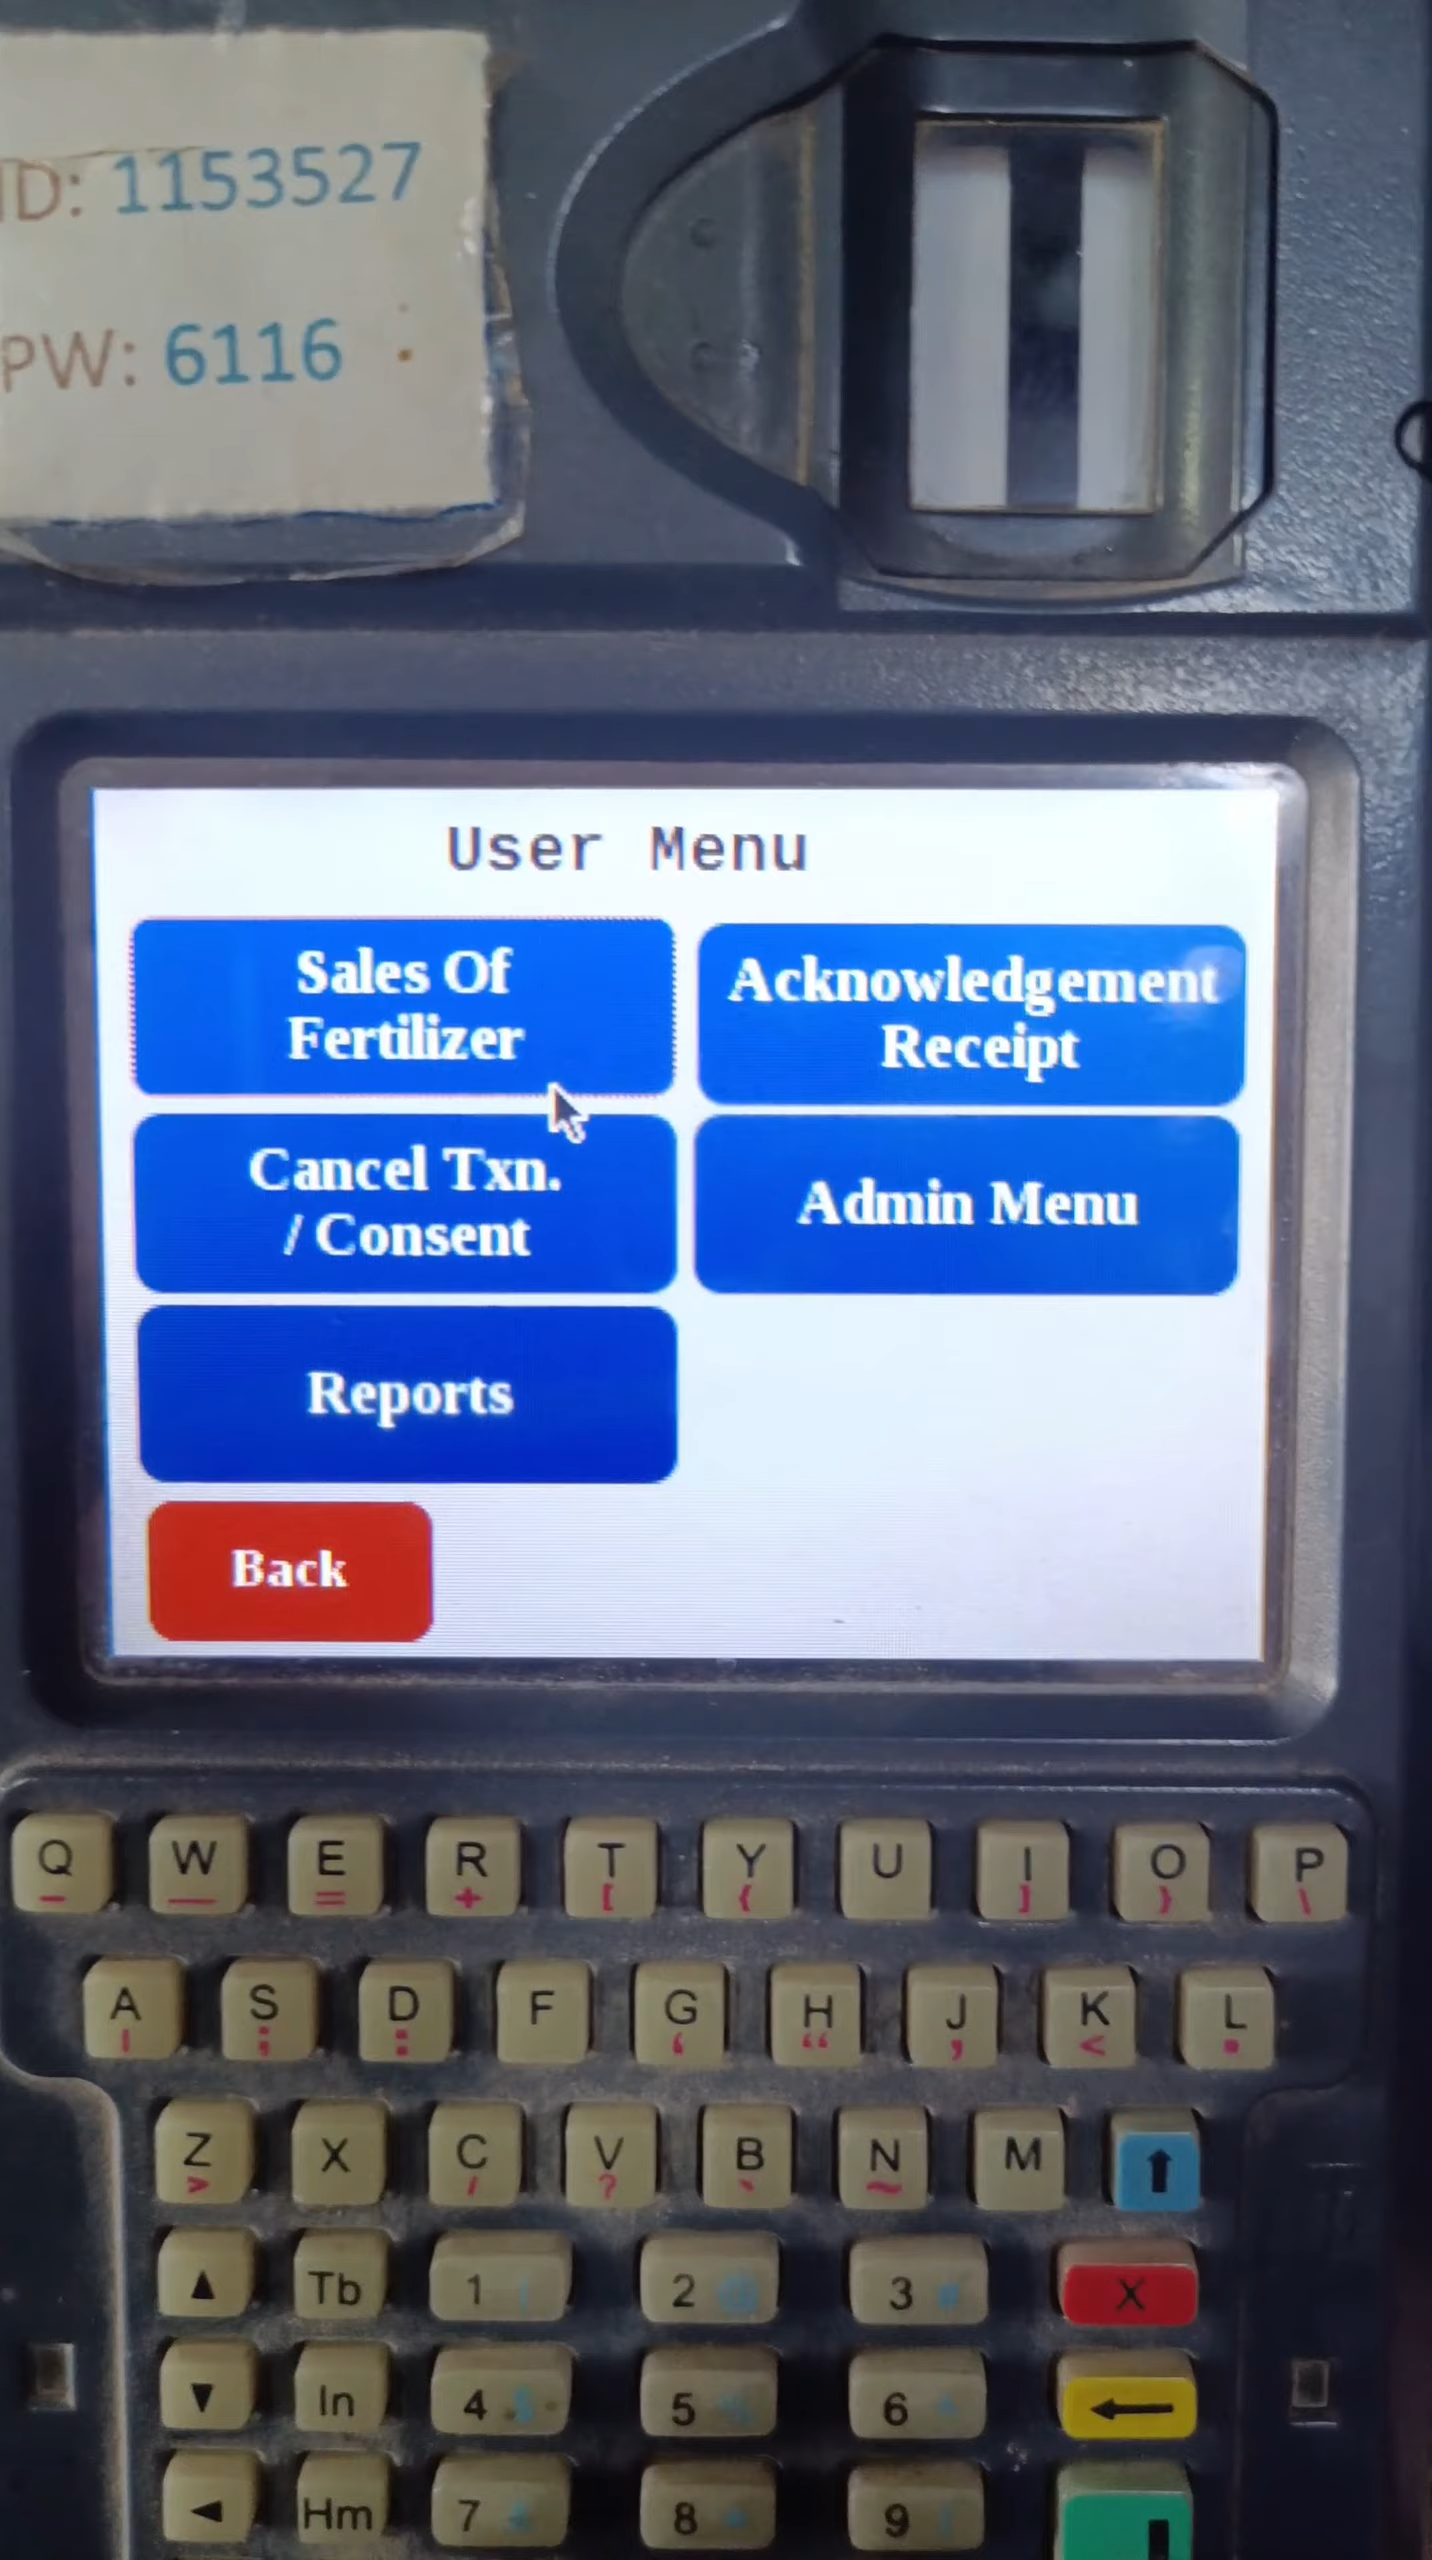 ID: 1153527
PW: 6116
User Menu
Sales Of
Fertilizer
Acknowledgement
Receipt
Cancel Txn.
/ Consent
Admin Menu
Reports
Back
Q W E R T Y U I O P
- _ = + [ { ] } \
A S D F G H J K L
| ; : ‘ “ , < .
Z X C V B N M
> / ? ` ~
Tb 1 2 3 X
In 4 5 6
Hm 7 8 9